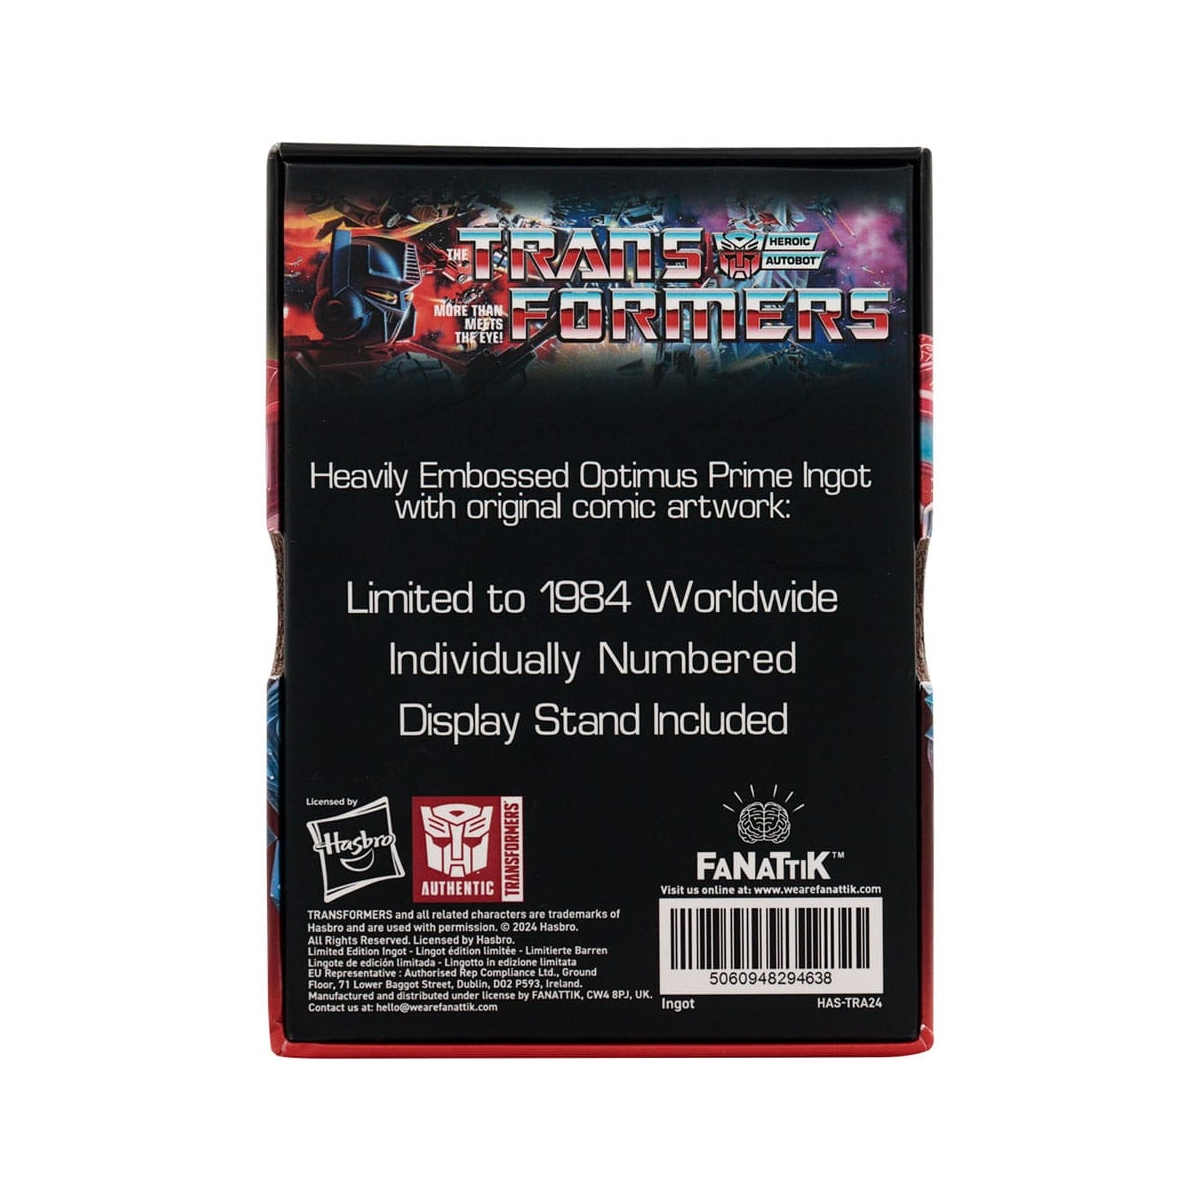 THE TRANS HEROIC
AUTOBOT
MORE THAN
MEETS
THE EYE!
FORMERS
Heavily Embossed Optimus Prime Ingot
with original comic artwork:
Limited to 1984 Worldwide
Individually Numbered
Display Stand Included
Licensed by
Hasbro
AUTHENTIC
TRANSFORMERS
TRANSFORMERS and all related characters are trademarks of
Hasbro and are used with permission. © 2024 Hasbro.
All Rights Reserved. Licensed by Hasbro.
Limited Edition Ingot - Lingot édition limitée - Limitierte Barren
Lingote de edición limitada - Lingotto in edizione limitata
EU Representative : Authorised Rep Compliance Ltd., Ground
Floor, 71 Lower Baggot Street, Dublin, D02 P593, Ireland.
Manufactured and distributed under license by FANATTIK, CW4 8PJ, UK.
Contact us at: hello@wearefanattik.com
FANATTIK™
Visit us online at: www.wearefanattik.com
5060948294638
Ingot HAS-TRA24